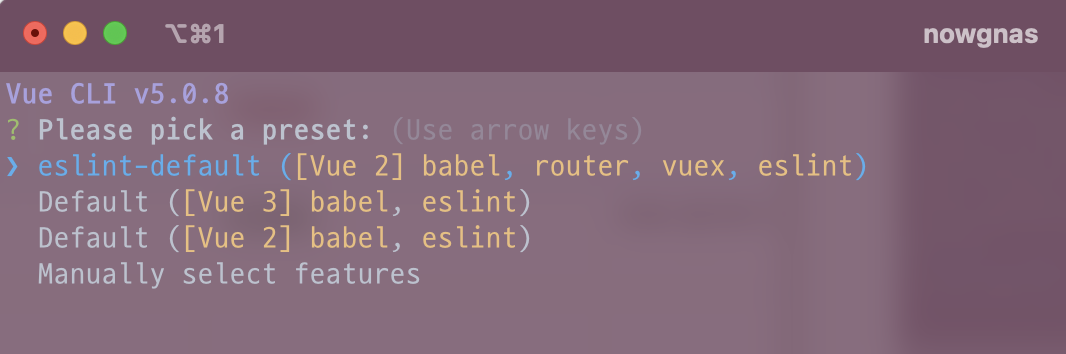 ⌥⌘1
nowgnas
Vue CLI v5.0.8
? Please pick a preset: (Use arrow keys)
❯ eslint-default ([Vue 2] babel, router, vuex, eslint)
Default ([Vue 3] babel, eslint)
Default ([Vue 2] babel, eslint)
Manually select features